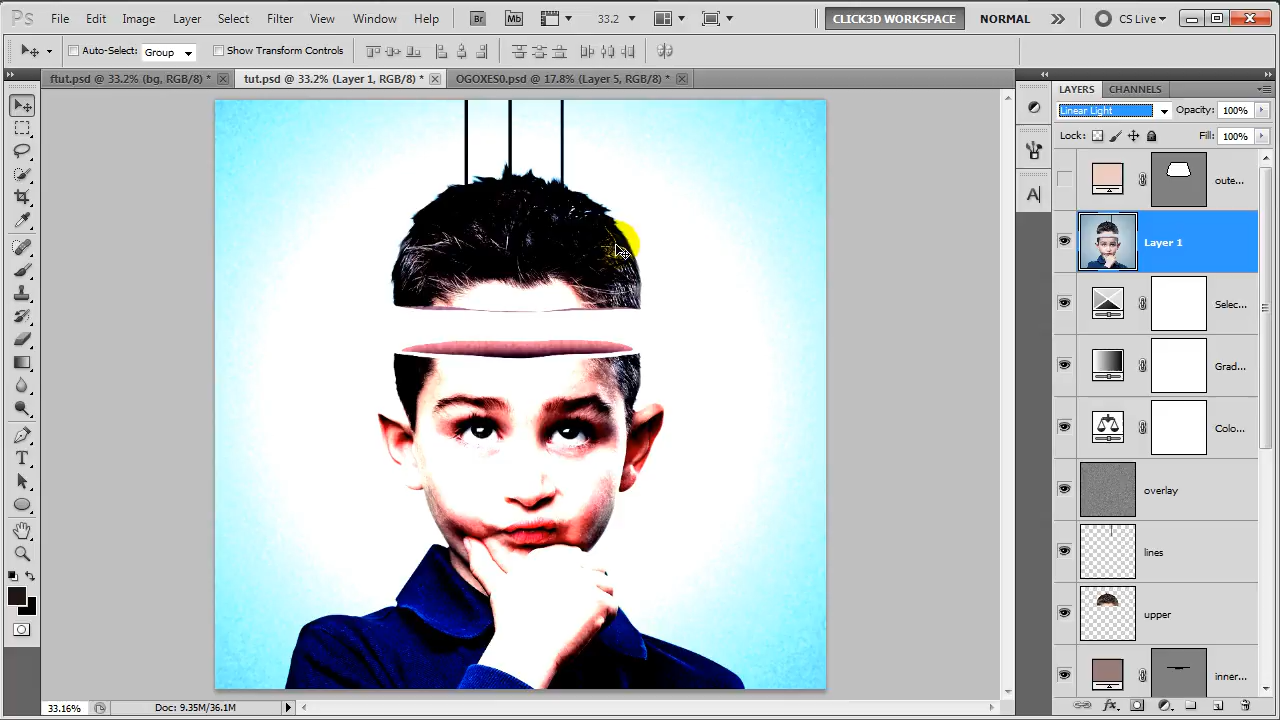 Ps File Edit Image Layer Select Filter View Window Help Br Mb 33.2 CLICK3D WORKSPACE NORMAL CS Live
Auto-Select: Group Show Transform Controls
ftut.psd @ 33.2% (bg, RGB/8) * tut.psd @ 33.2% (Layer 1, RGB/8) * OGOXES0.psd @ 17.8% (Layer 5, RGB/8) *
LAYERS CHANNELS
Linear Light Opacity: 100%
Lock: Fill: 100%
oute...
Layer 1
Selec...
Grad...
Colo...
overlay
lines
upper
inner...
33.16% Doc: 9.35M/36.1M